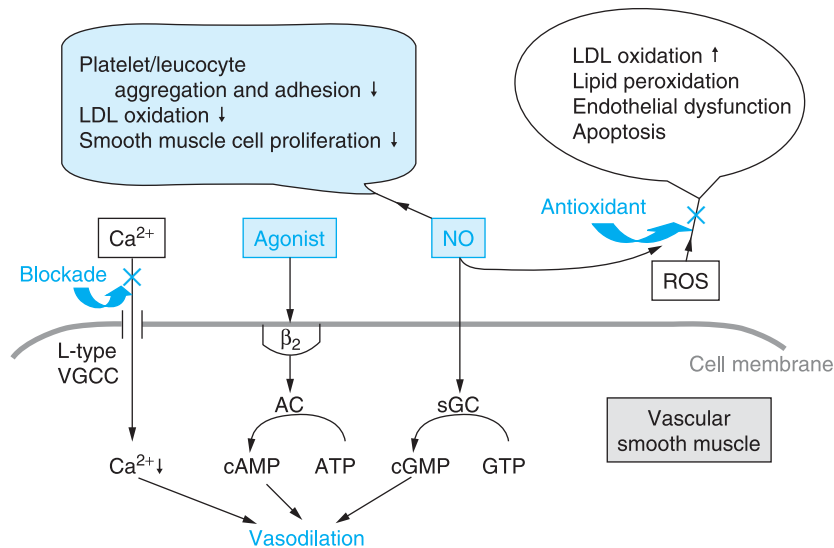 Platelet/leucocyte
aggregation and adhesion ↓
LDL oxidation ↓
Smooth muscle cell proliferation ↓
LDL oxidation ↑
Lipid peroxidation
Endothelial dysfunction
Apoptosis
Ca²⁺
Agonist
NO
Antioxidant
ROS
Blockade
L-type
VGCC
β₂
Cell membrane
AC
sGC
Vascular
smooth muscle
Ca²⁺↓
cAMP
ATP
cGMP
GTP
Vasodilation